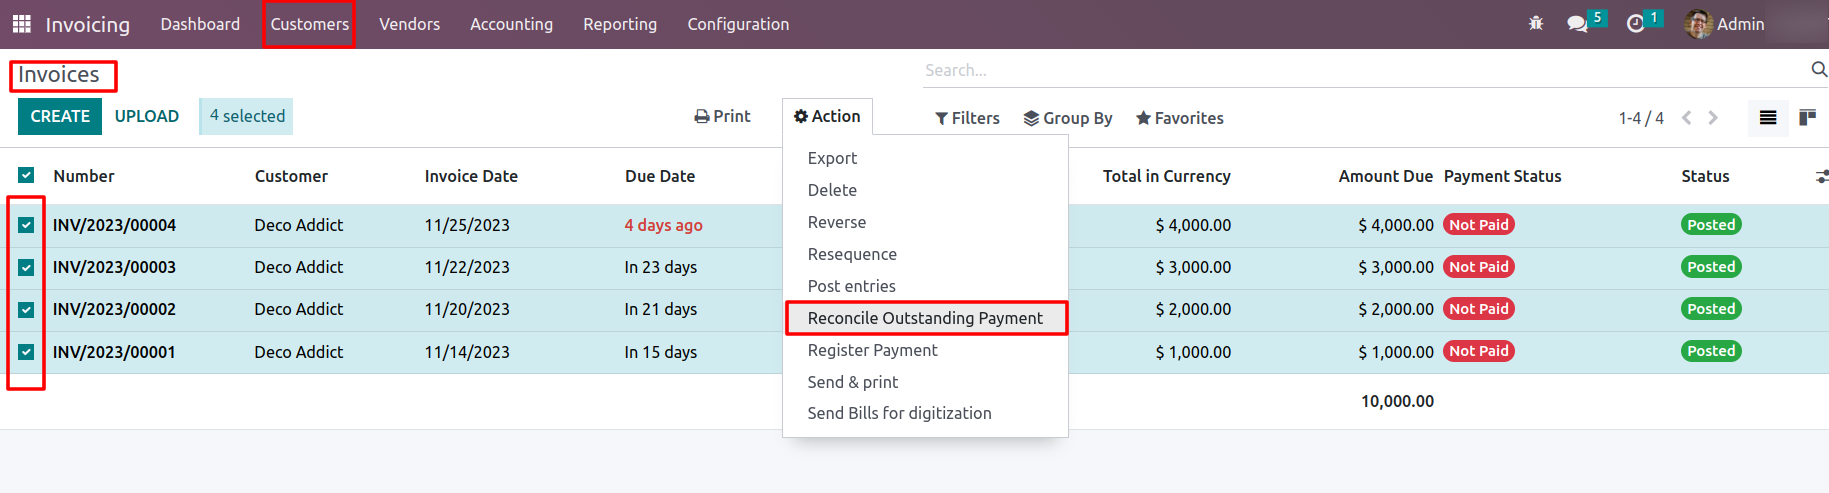 Invoicing Dashboard Customers Vendors Accounting Reporting Configuration 5 1 Admin
Invoices Search...
CREATE UPLOAD 4 selected Print Action Filters Group By Favorites 1-4 / 4
Number Customer Invoice Date Due Date Total in Currency Amount Due Payment Status Status
INV/2023/00004 Deco Addict 11/25/2023 4 days ago $ 4,000.00 $ 4,000.00 Not Paid Posted
INV/2023/00003 Deco Addict 11/22/2023 In 23 days $ 3,000.00 $ 3,000.00 Not Paid Posted
INV/2023/00002 Deco Addict 11/20/2023 In 21 days $ 2,000.00 $ 2,000.00 Not Paid Posted
INV/2023/00001 Deco Addict 11/14/2023 In 15 days $ 1,000.00 $ 1,000.00 Not Paid Posted
10,000.00
Export
Delete
Reverse
Resequence
Post entries
Reconcile Outstanding Payment
Register Payment
Send & print
Send Bills for digitization